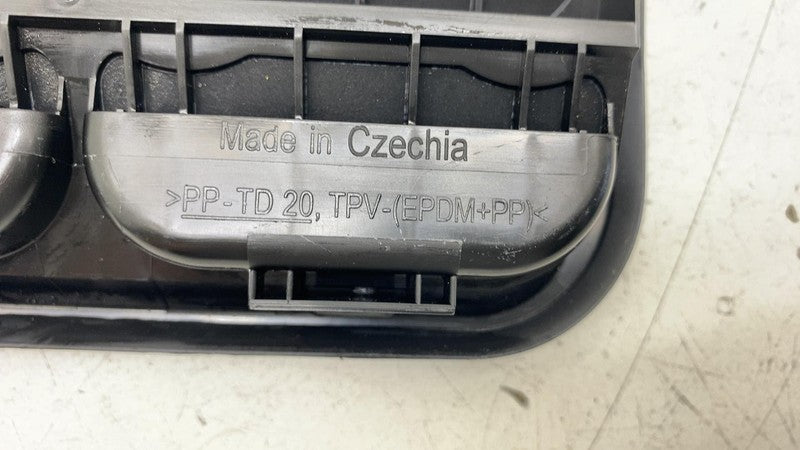 Made in Czechia
>PP-TD 20, TPV-(EPDM+PP)<